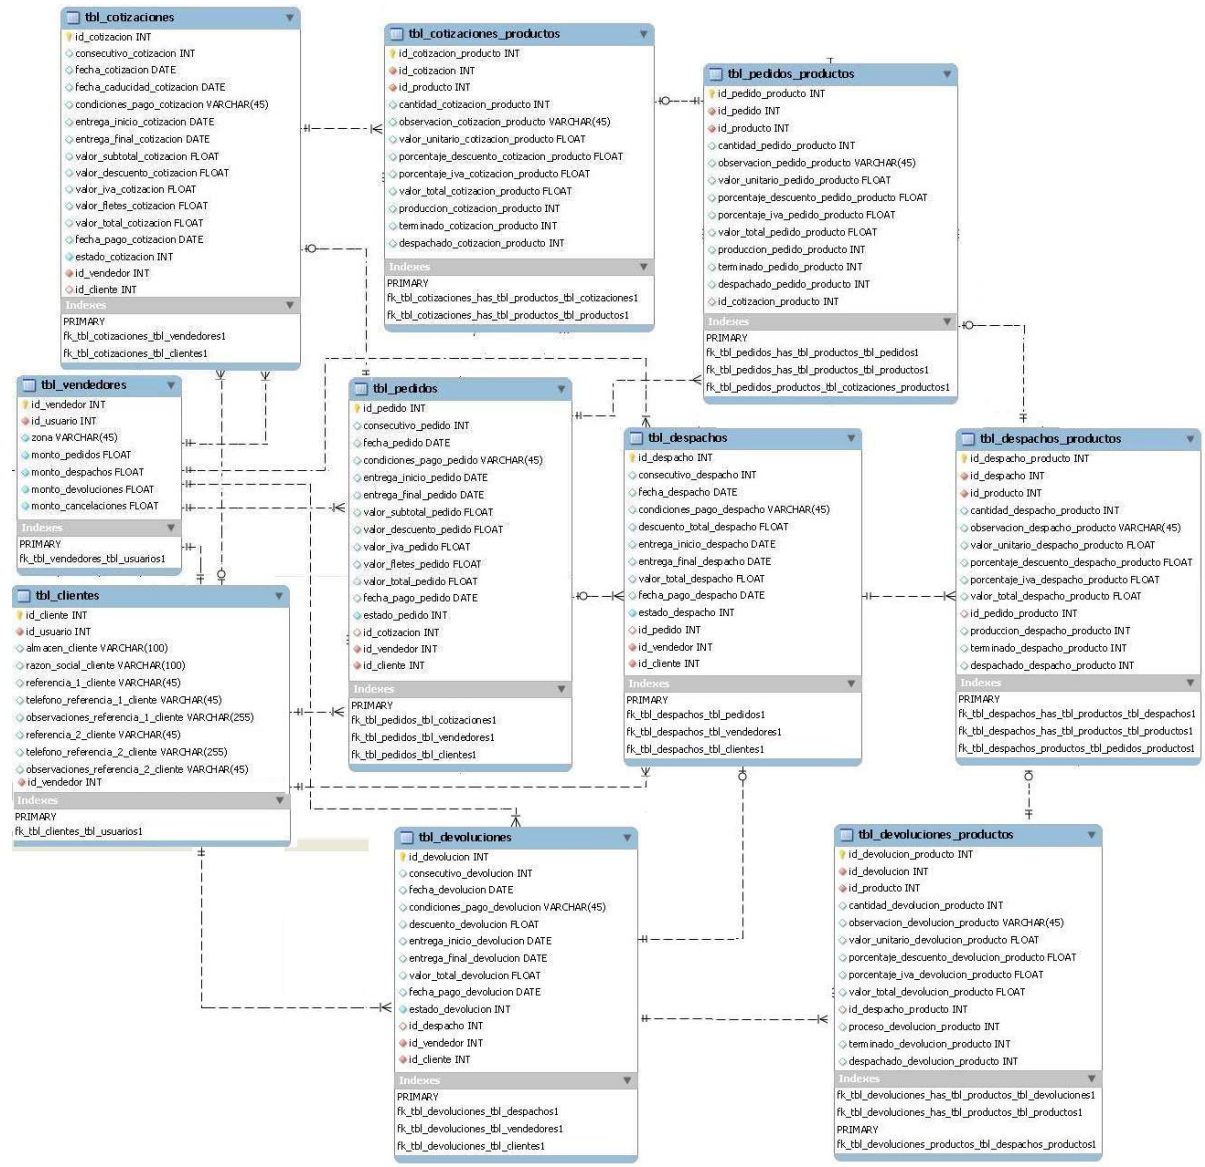 tbl_cotizaciones
id_cotizacion INT
consecutivo_cotizacion INT
fecha_cotizacion DATE
fecha_caducidad_cotizacion DATE
condiciones_pago_cotizacion VARCHAR(45)
entrega_inicio_cotizacion DATE
entrega_final_cotizacion DATE
valor_subtotal_cotizacion FLOAT
valor_descuento_cotizacion FLOAT
valor_iva_cotizacion FLOAT
valor_fletes_cotizacion FLOAT
valor_total_cotizacion FLOAT
fecha_pago_cotizacion DATE
estado_cotizacion INT
id_vendedor INT
id_cliente INT
Indexes
PRIMARY
fk_tbl_cotizaciones_tbl_vendedores1
fk_tbl_cotizaciones_tbl_clientes1
tbl_cotizaciones_productos
id_cotizacion_producto INT
id_cotizacion INT
id_producto INT
cantidad_cotizacion_producto INT
observacion_cotizacion_producto VARCHAR(45)
valor_unitario_cotizacion_producto FLOAT
porcentaje_descuento_cotizacion_producto FLOAT
porcentaje_iva_cotizacion_producto FLOAT
valor_total_cotizacion_producto FLOAT
produccion_cotizacion_producto INT
terminado_cotizacion_producto INT
despachado_cotizacion_producto INT
Indexes
PRIMARY
fk_tbl_cotizaciones_has_tbl_productos_tbl_cotizaciones1
fk_tbl_cotizaciones_has_tbl_productos_tbl_productos1
tbl_pedidos_productos
id_pedido_producto INT
id_pedido INT
id_producto INT
cantidad_pedido_producto INT
observacion_pedido_producto VARCHAR(45)
valor_unitario_pedido_producto FLOAT
porcentaje_descuento_pedido_producto FLOAT
porcentaje_iva_pedido_producto FLOAT
valor_total_pedido_producto FLOAT
produccion_pedido_producto INT
terminado_pedido_producto INT
despachado_pedido_producto INT
id_cotizacion_producto INT
Indexes
PRIMARY
fk_tbl_pedidos_has_tbl_productos_tbl_pedidos1
fk_tbl_pedidos_has_tbl_productos_tbl_productos1
fk_tbl_pedidos_productos_tbl_cotizaciones_productos1
tbl_vendedores
id_vendedor INT
id_usuario INT
zona VARCHAR(45)
monto_pedidos FLOAT
monto_despachos FLOAT
monto_devoluciones FLOAT
monto_cancelaciones FLOAT
Indexes
PRIMARY
fk_tbl_vendedores_tbl_usuarios1
tbl_pedidos
id_pedido INT
consecutivo_pedido INT
fecha_pedido DATE
condiciones_pago_pedido VARCHAR(45)
entrega_inicio_pedido DATE
entrega_final_pedido DATE
valor_subtotal_pedido FLOAT
valor_descuento_pedido FLOAT
valor_iva_pedido FLOAT
valor_fletes_pedido FLOAT
valor_total_pedido FLOAT
fecha_pago_pedido DATE
estado_pedido INT
id_cotizacion INT
id_vendedor INT
id_cliente INT
Indexes
PRIMARY
fk_tbl_pedidos_tbl_cotizaciones1
fk_tbl_pedidos_tbl_vendedores1
fk_tbl_pedidos_tbl_clientes1
tbl_despachos
id_despacho INT
consecutivo_despacho INT
fecha_despacho DATE
condiciones_pago_despacho VARCHAR(45)
descuento_total_despacho FLOAT
entrega_inicio_despacho DATE
entrega_final_despacho DATE
valor_total_despacho FLOAT
fecha_pago_despacho DATE
estado_despacho INT
id_pedido INT
id_vendedor INT
id_cliente INT
Indexes
PRIMARY
fk_tbl_despachos_tbl_pedidos1
fk_tbl_despachos_tbl_vendedores1
fk_tbl_despachos_tbl_clientes1
tbl_despachos_productos
id_despacho_producto INT
id_despacho INT
id_producto INT
cantidad_despacho_producto INT
observacion_despacho_producto VARCHAR(45)
valor_unitario_despacho_producto FLOAT
porcentaje_descuento_despacho_producto FLOAT
porcentaje_iva_despacho_producto FLOAT
valor_total_despacho_producto FLOAT
id_pedido_producto INT
produccion_despacho_producto INT
terminado_despacho_producto INT
despachado_despacho_producto INT
Indexes
PRIMARY
fk_tbl_despachos_has_tbl_productos_tbl_despachos1
fk_tbl_despachos_has_tbl_productos_tbl_productos1
fk_tbl_despachos_productos_tbl_pedidos_productos1
tbl_clientes
id_cliente INT
id_usuario INT
almacen_cliente VARCHAR(100)
razon_social_cliente VARCHAR(100)
referencia_1_cliente VARCHAR(45)
telefono_referencia_1_cliente VARCHAR(45)
observaciones_referencia_1_cliente VARCHAR(255)
referencia_2_cliente VARCHAR(45)
telefono_referencia_2_cliente VARCHAR(255)
observaciones_referencia_2_cliente VARCHAR(45)
id_vendedor INT
Indexes
PRIMARY
fk_tbl_clientes_tbl_usuarios1
tbl_devoluciones
id_devolucion INT
consecutivo_devolucion INT
fecha_devolucion DATE
condiciones_pago_devolucion VARCHAR(45)
descuento_devolucion FLOAT
entrega_inicio_devolucion DATE
entrega_final_devolucion DATE
valor_total_devolucion FLOAT
fecha_pago_devolucion DATE
estado_devolucion INT
id_despacho INT
id_vendedor INT
id_cliente INT
Indexes
PRIMARY
fk_tbl_devoluciones_tbl_despachos1
fk_tbl_devoluciones_tbl_vendedores1
fk_tbl_devoluciones_tbl_clientes1
tbl_devoluciones_productos
id_devolucion_producto INT
id_devolucion INT
id_producto INT
cantidad_devolucion_producto INT
observacion_devolucion_producto VARCHAR(45)
valor_unitario_devolucion_producto FLOAT
porcentaje_descuento_devolucion_producto FLOAT
porcentaje_iva_devolucion_producto FLOAT
valor_total_devolucion_producto FLOAT
id_despacho_producto INT
proceso_devolucion_producto INT
terminado_devolucion_producto INT
despachado_devolucion_producto INT
Indexes
fk_tbl_devoluciones_has_tbl_productos_tbl_devoluciones1
fk_tbl_devoluciones_has_tbl_productos_tbl_productos1
PRIMARY
fk_tbl_devoluciones_productos_tbl_despachos_productos1